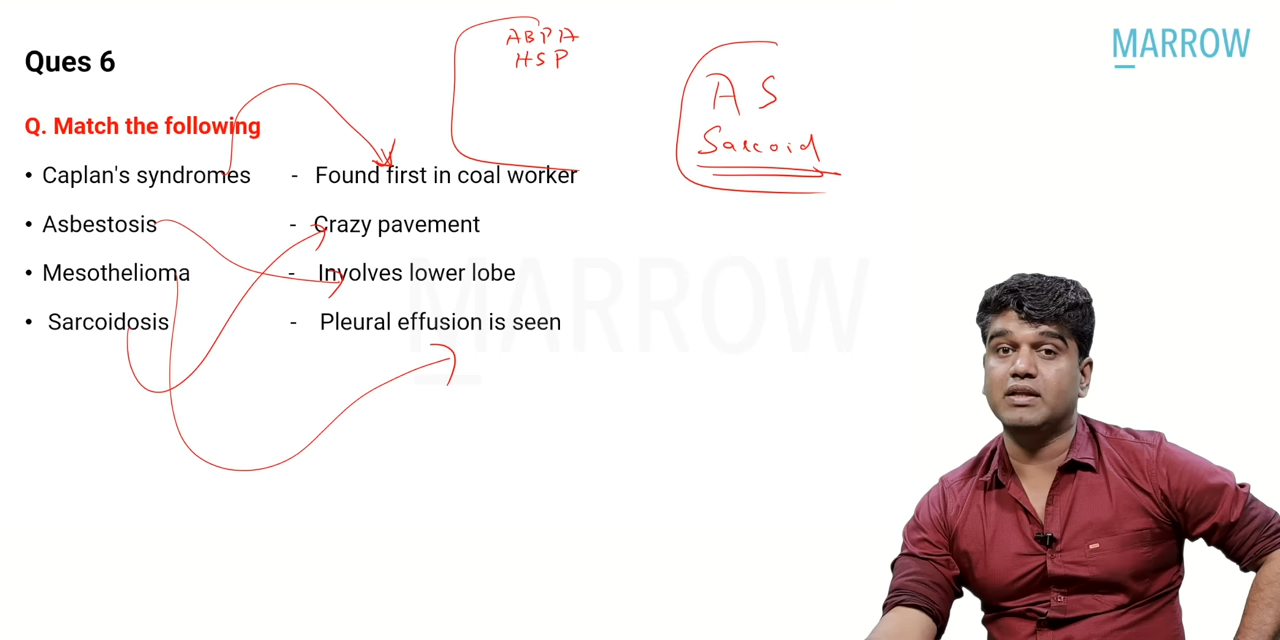 MARROW
Ques 6
ABPA
HSP
AS
Sarcoid
Q. Match the following
• Caplan's syndromes - Found first in coal worker
• Asbestosis - Crazy pavement
• Mesothelioma - Involves lower lobe
• Sarcoidosis - Pleural effusion is seen
MARROW